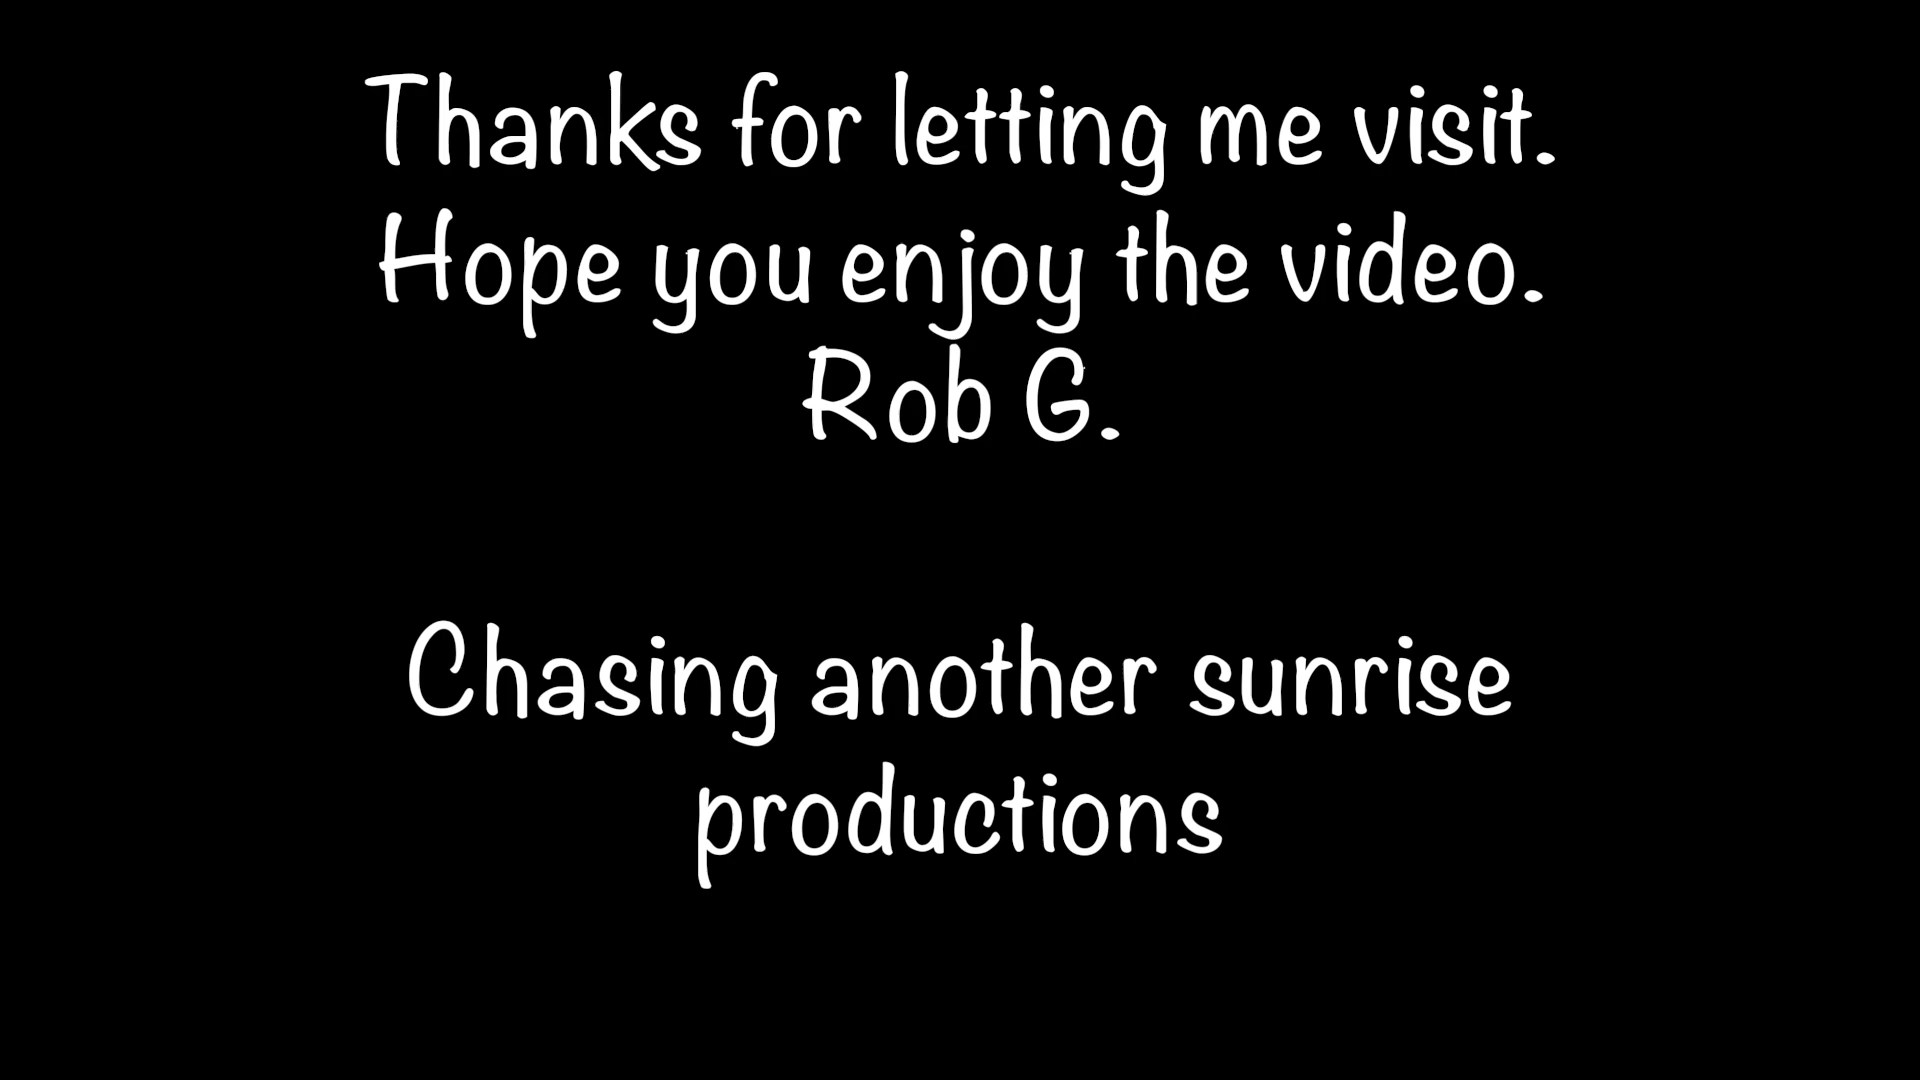 Thanks for letting me visit.
Hope you enjoy the video.
Rob G.
Chasing another sunrise
productions